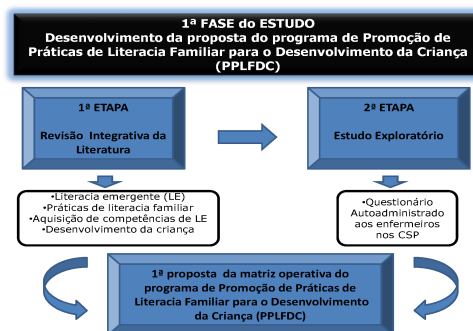 1ª FASE do ESTUDO
Desenvolvimento da proposta do programa de Promoção de
Práticas de Literacia Familiar para o Desenvolvimento da Criança
(PPLFDC)
1ª ETAPA
Revisão Integrativa da
Literatura
2ª ETAPA
Estudo Exploratório
•Literacia emergente (LE)
•Práticas de literacia familiar
•Aquisição de competências de LE
•Desenvolvimento da criança
•Questionário
Autoadministrado
aos enfermeiros
nos CSP
1ª proposta da matriz operativa do
programa de Promoção de Práticas de
Literacia Familiar para o Desenvolvimento
da Criança (PPLFDC)